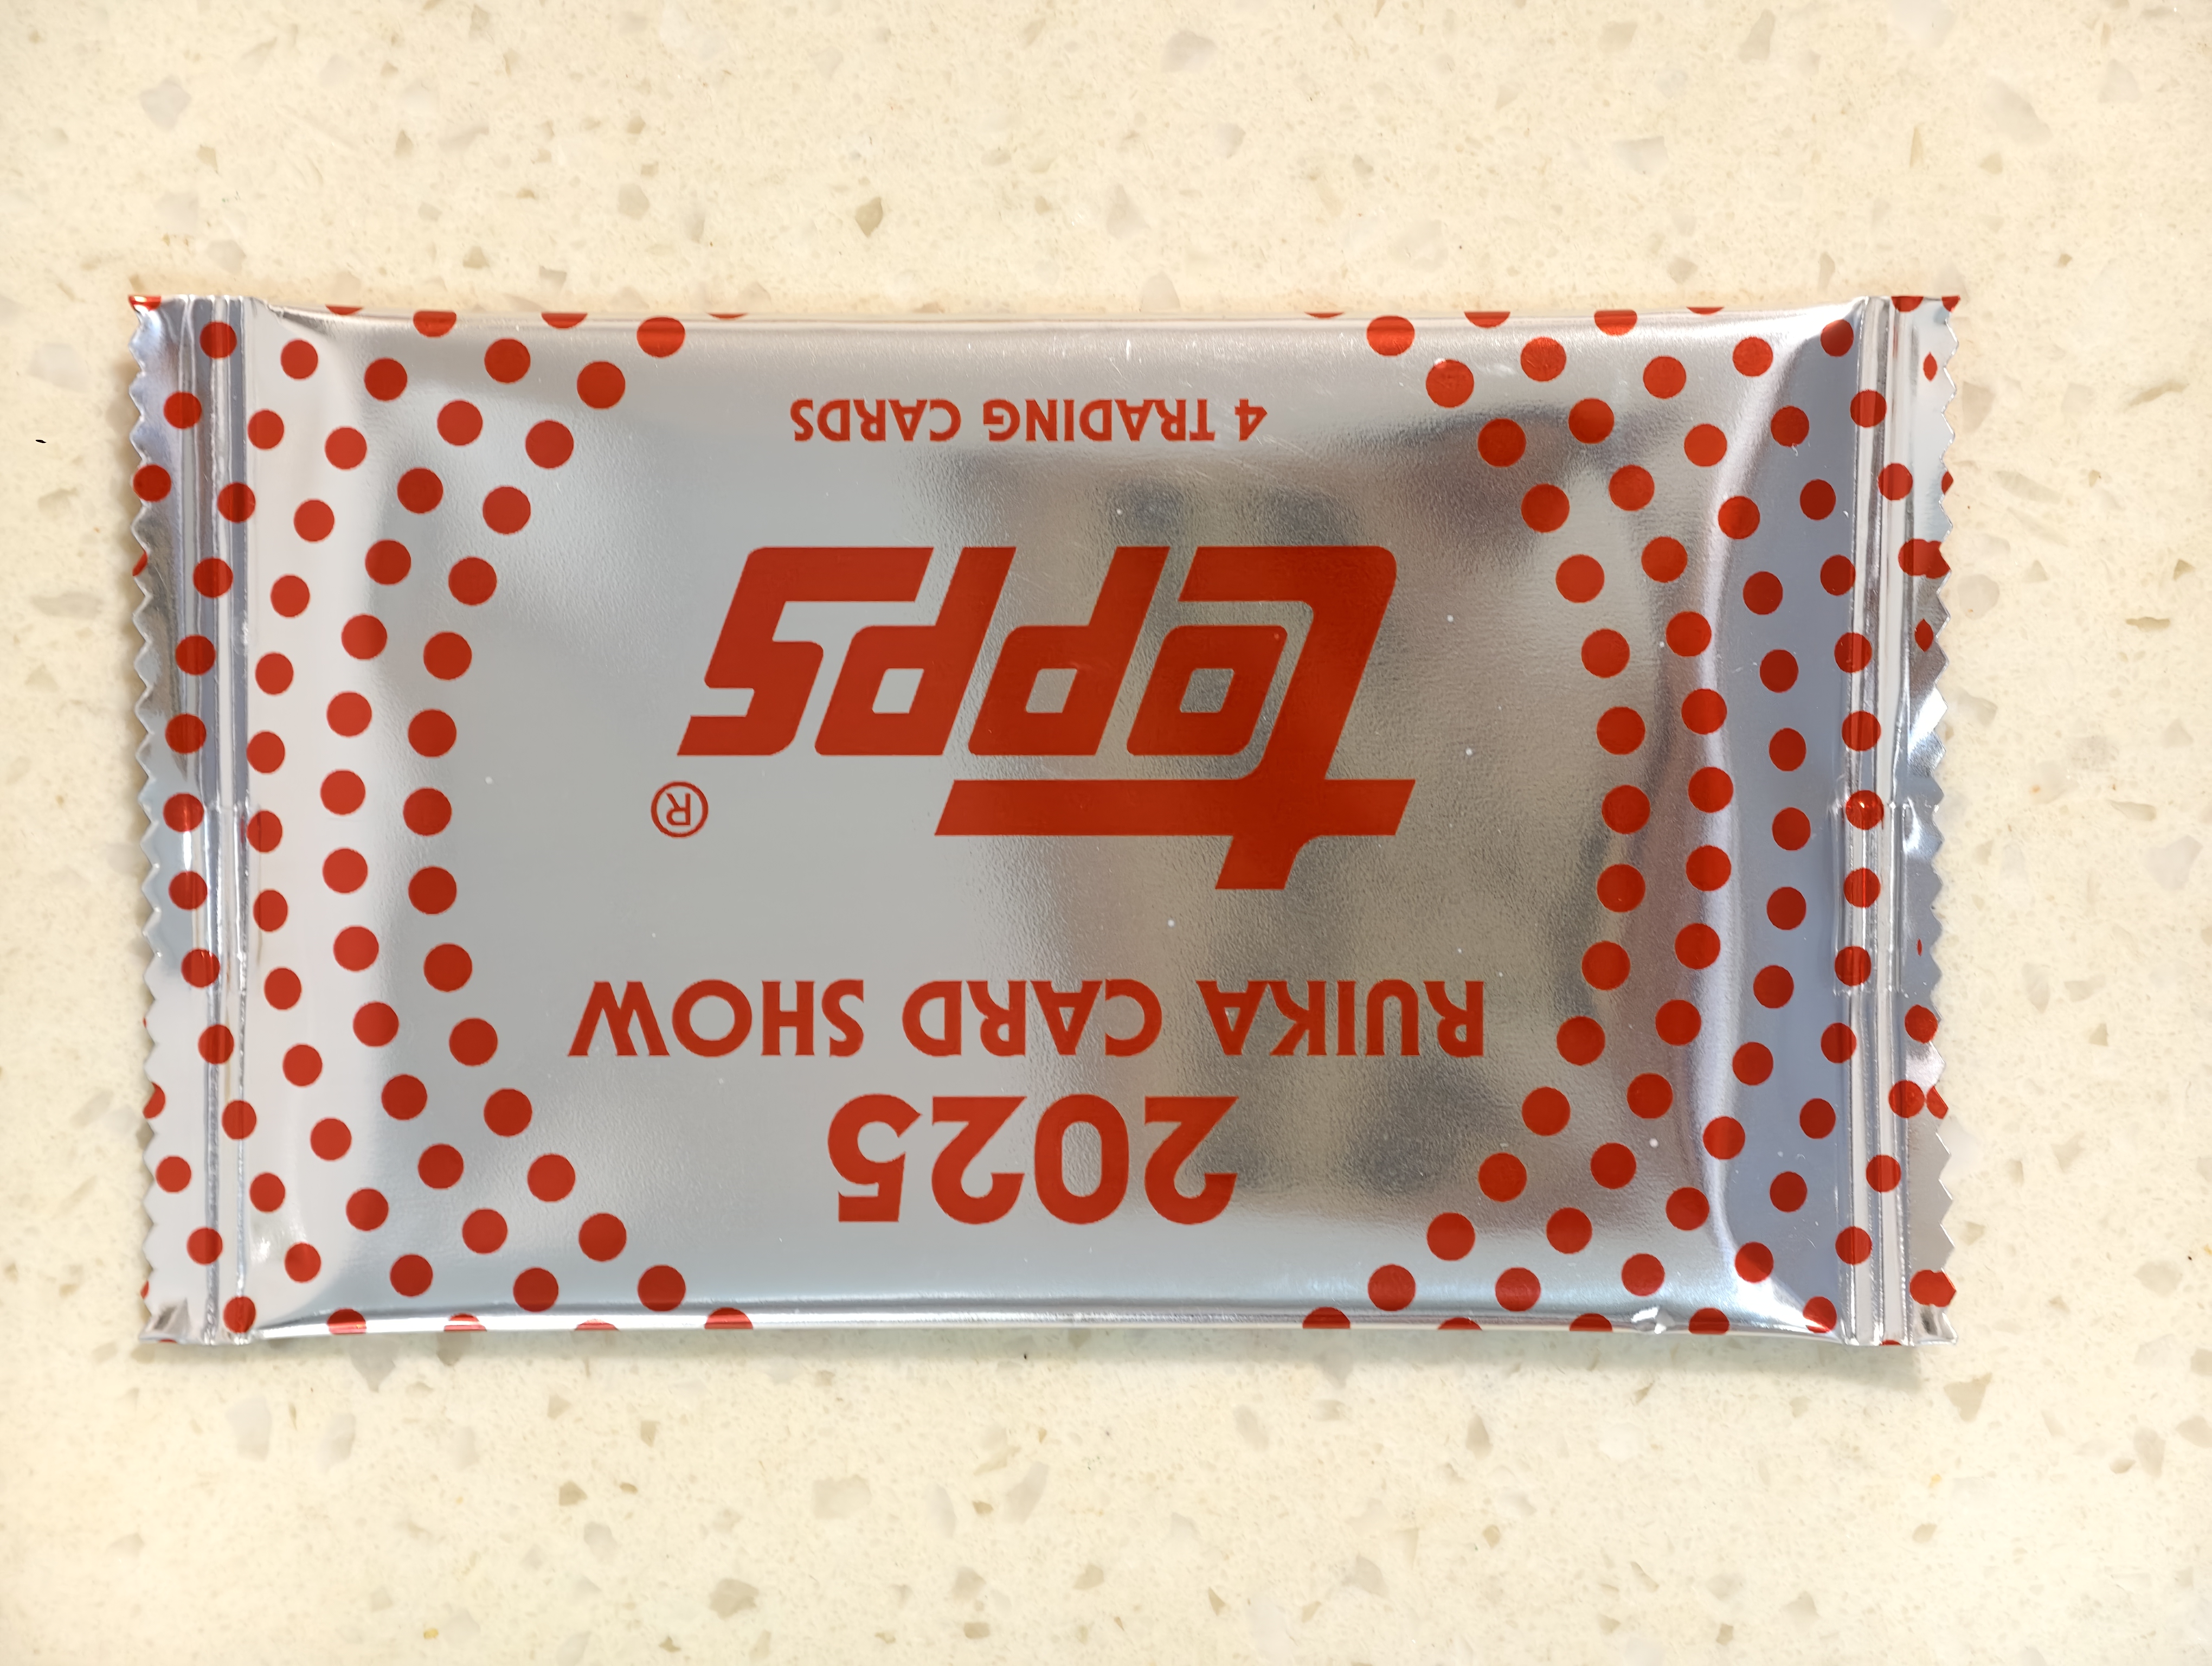 2025
RUIKA CARD SHOW
topps®
4 TRADING CARDS